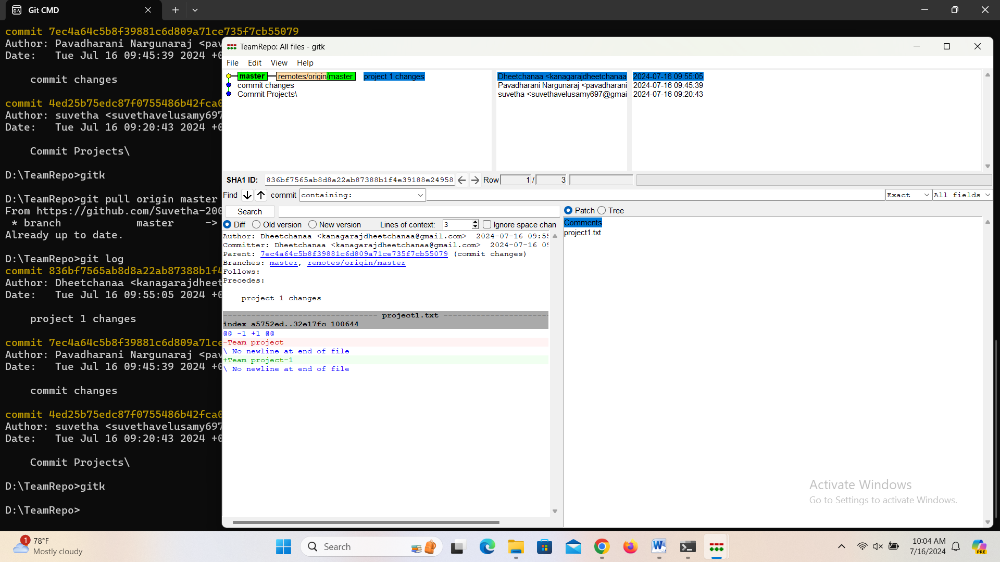 Git CMD
commit 7ec4a64c5b8f39881c6d809a71ce735f7cb55079
Author: Pavadharani Nargunaraj <pav
Date:   Tue Jul 16 09:45:39 2024 +0
commit changes
commit 4ed25b75edc87f0755486b42fca0
Author: suvetha <suvethavelusamy697
Date:   Tue Jul 16 09:20:43 2024 +0
Commit Projects\
D:\TeamRepo>gitk
D:\TeamRepo>git pull origin master
From https://github.com/Suvetha-200
* branch            master     ->
Already up to date.
D:\TeamRepo>git log
commit 836bf7565ab8d8a22ab87388b1f4
Author: Dheetchanaa <kanagarajdheet
Date:   Tue Jul 16 09:55:05 2024 +0
project 1 changes
commit 7ec4a64c5b8f39881c6d809a71ce
Author: Pavadharani Nargunaraj <pav
Date:   Tue Jul 16 09:45:39 2024 +0
commit changes
commit 4ed25b75edc87f0755486b42fca0
Author: suvetha <suvethavelusamy697
Date:   Tue Jul 16 09:20:43 2024 +0
Commit Projects\
D:\TeamRepo>gitk
D:\TeamRepo>
TeamRepo: All files - gitk
File Edit View Help
master remotes/origin/master project 1 changes Dheetchanaa <kanagarajdheetchanaa 2024-07-16 09:55:05
commit changes Pavadharani Nargunaraj <pavadharani 2024-07-16 09:45:39
Commit Projects\ suvetha <suvethavelusamy697@gmai 2024-07-16 09:20:43
SHA1 ID: 836bf7565ab8d8a22ab87388b1f4e39188e24958 Row 1 / 3
Find commit containing: Exact All fields
Search
Patch Tree
Diff Old version New version Lines of context: 3 Ignore space chan
Comments
project1.txt
Author: Dheetchanaa <kanagarajdheetchanaa@gmail.com>  2024-07-16 09:55
Committer: Dheetchanaa <kanagarajdheetchanaa@gmail.com>  2024-07-16 09
Parent: 7ec4a64c5b8f39881c6d809a71ce735f7cb55079 (commit changes)
Branches: master, remotes/origin/master
Follows:
Precedes:
project 1 changes
--------------------------------- project1.txt -----------------------
index a5752ed..32e17fc 100644
@@ -1 +1 @@
-Team project
\ No newline at end of file
+Team project-1
\ No newline at end of file
Activate Windows
Go to Settings to activate Windows.
1
78°F
Mostly cloudy
Search
W
PRE
10:04 AM
7/16/2024